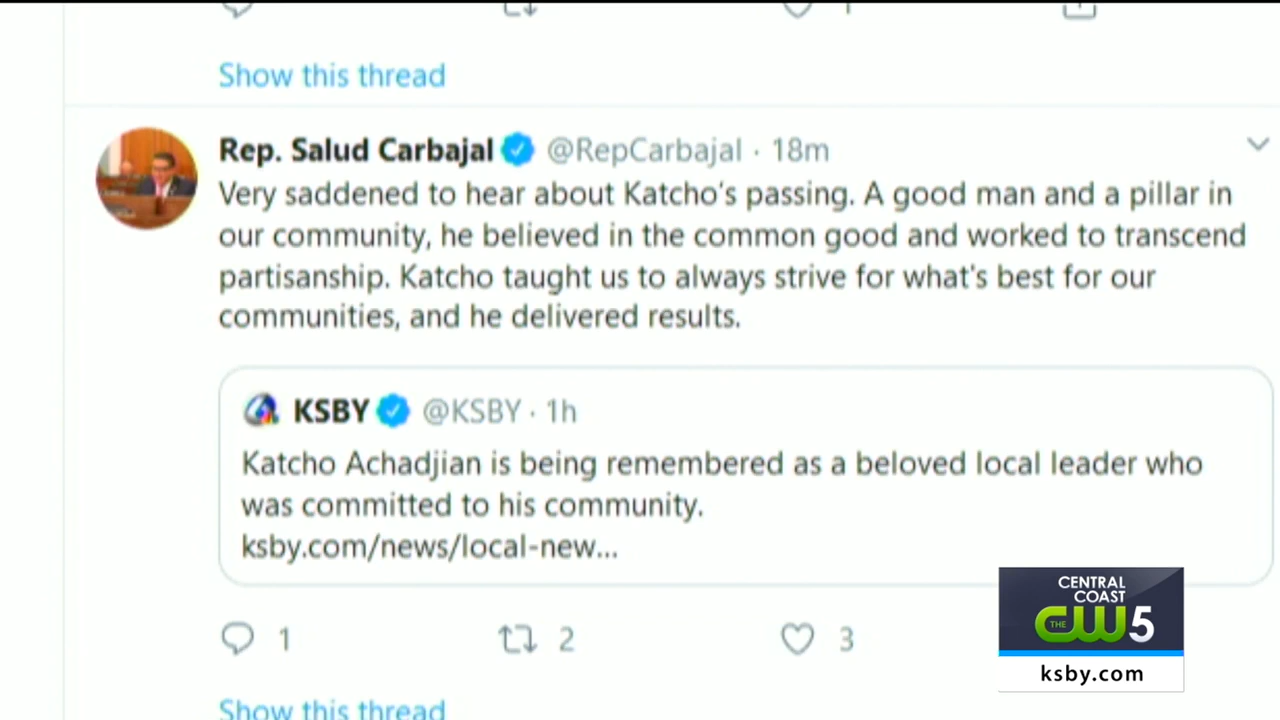 1
Show this thread
Rep. Salud Carbajal @RepCarbajal · 18m
Very saddened to hear about Katcho's passing. A good man and a pillar in
our community, he believed in the common good and worked to transcend
partisanship. Katcho taught us to always strive for what's best for our
communities, and he delivered results.
KSBY @KSBY · 1h
Katcho Achadjian is being remembered as a beloved local leader who
was committed to his community.
ksby.com/news/local-new...
1 2 3
Show this thread
CENTRAL
COAST
THE CW5
ksby.com